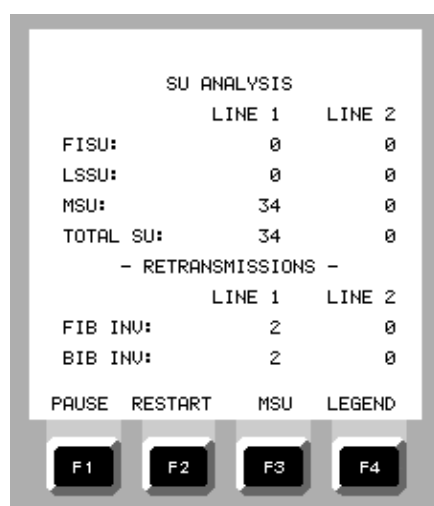 SU ANALYSIS
LINE 1 LINE 2
FISU: 0 0
LSSU: 0 0
MSU: 34 0
TOTAL SU: 34 0
- RETRANSMISSIONS -
LINE 1 LINE 2
FIB INV: 2 0
BIB INV: 2 0
PAUSE RESTART MSU LEGEND
F1 F2 F3 F4